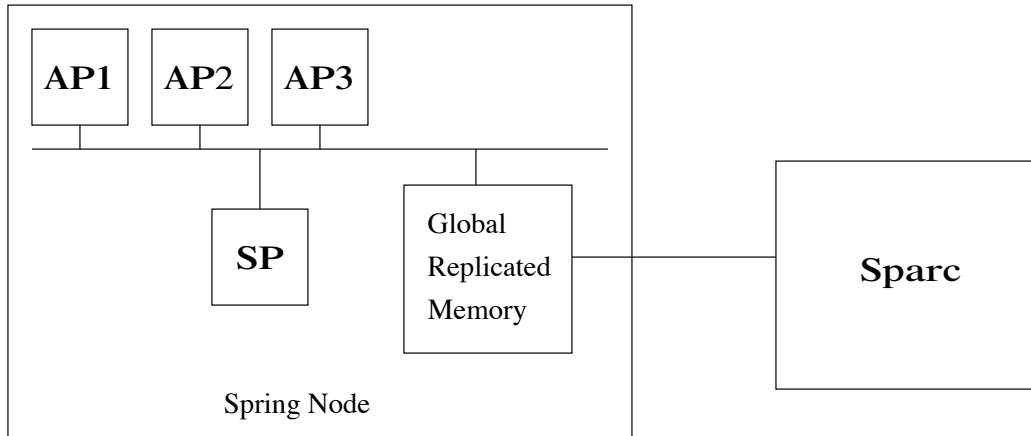 AP1
AP2
AP3
SP
Global
Replicated
Memory
Sparc
Spring Node